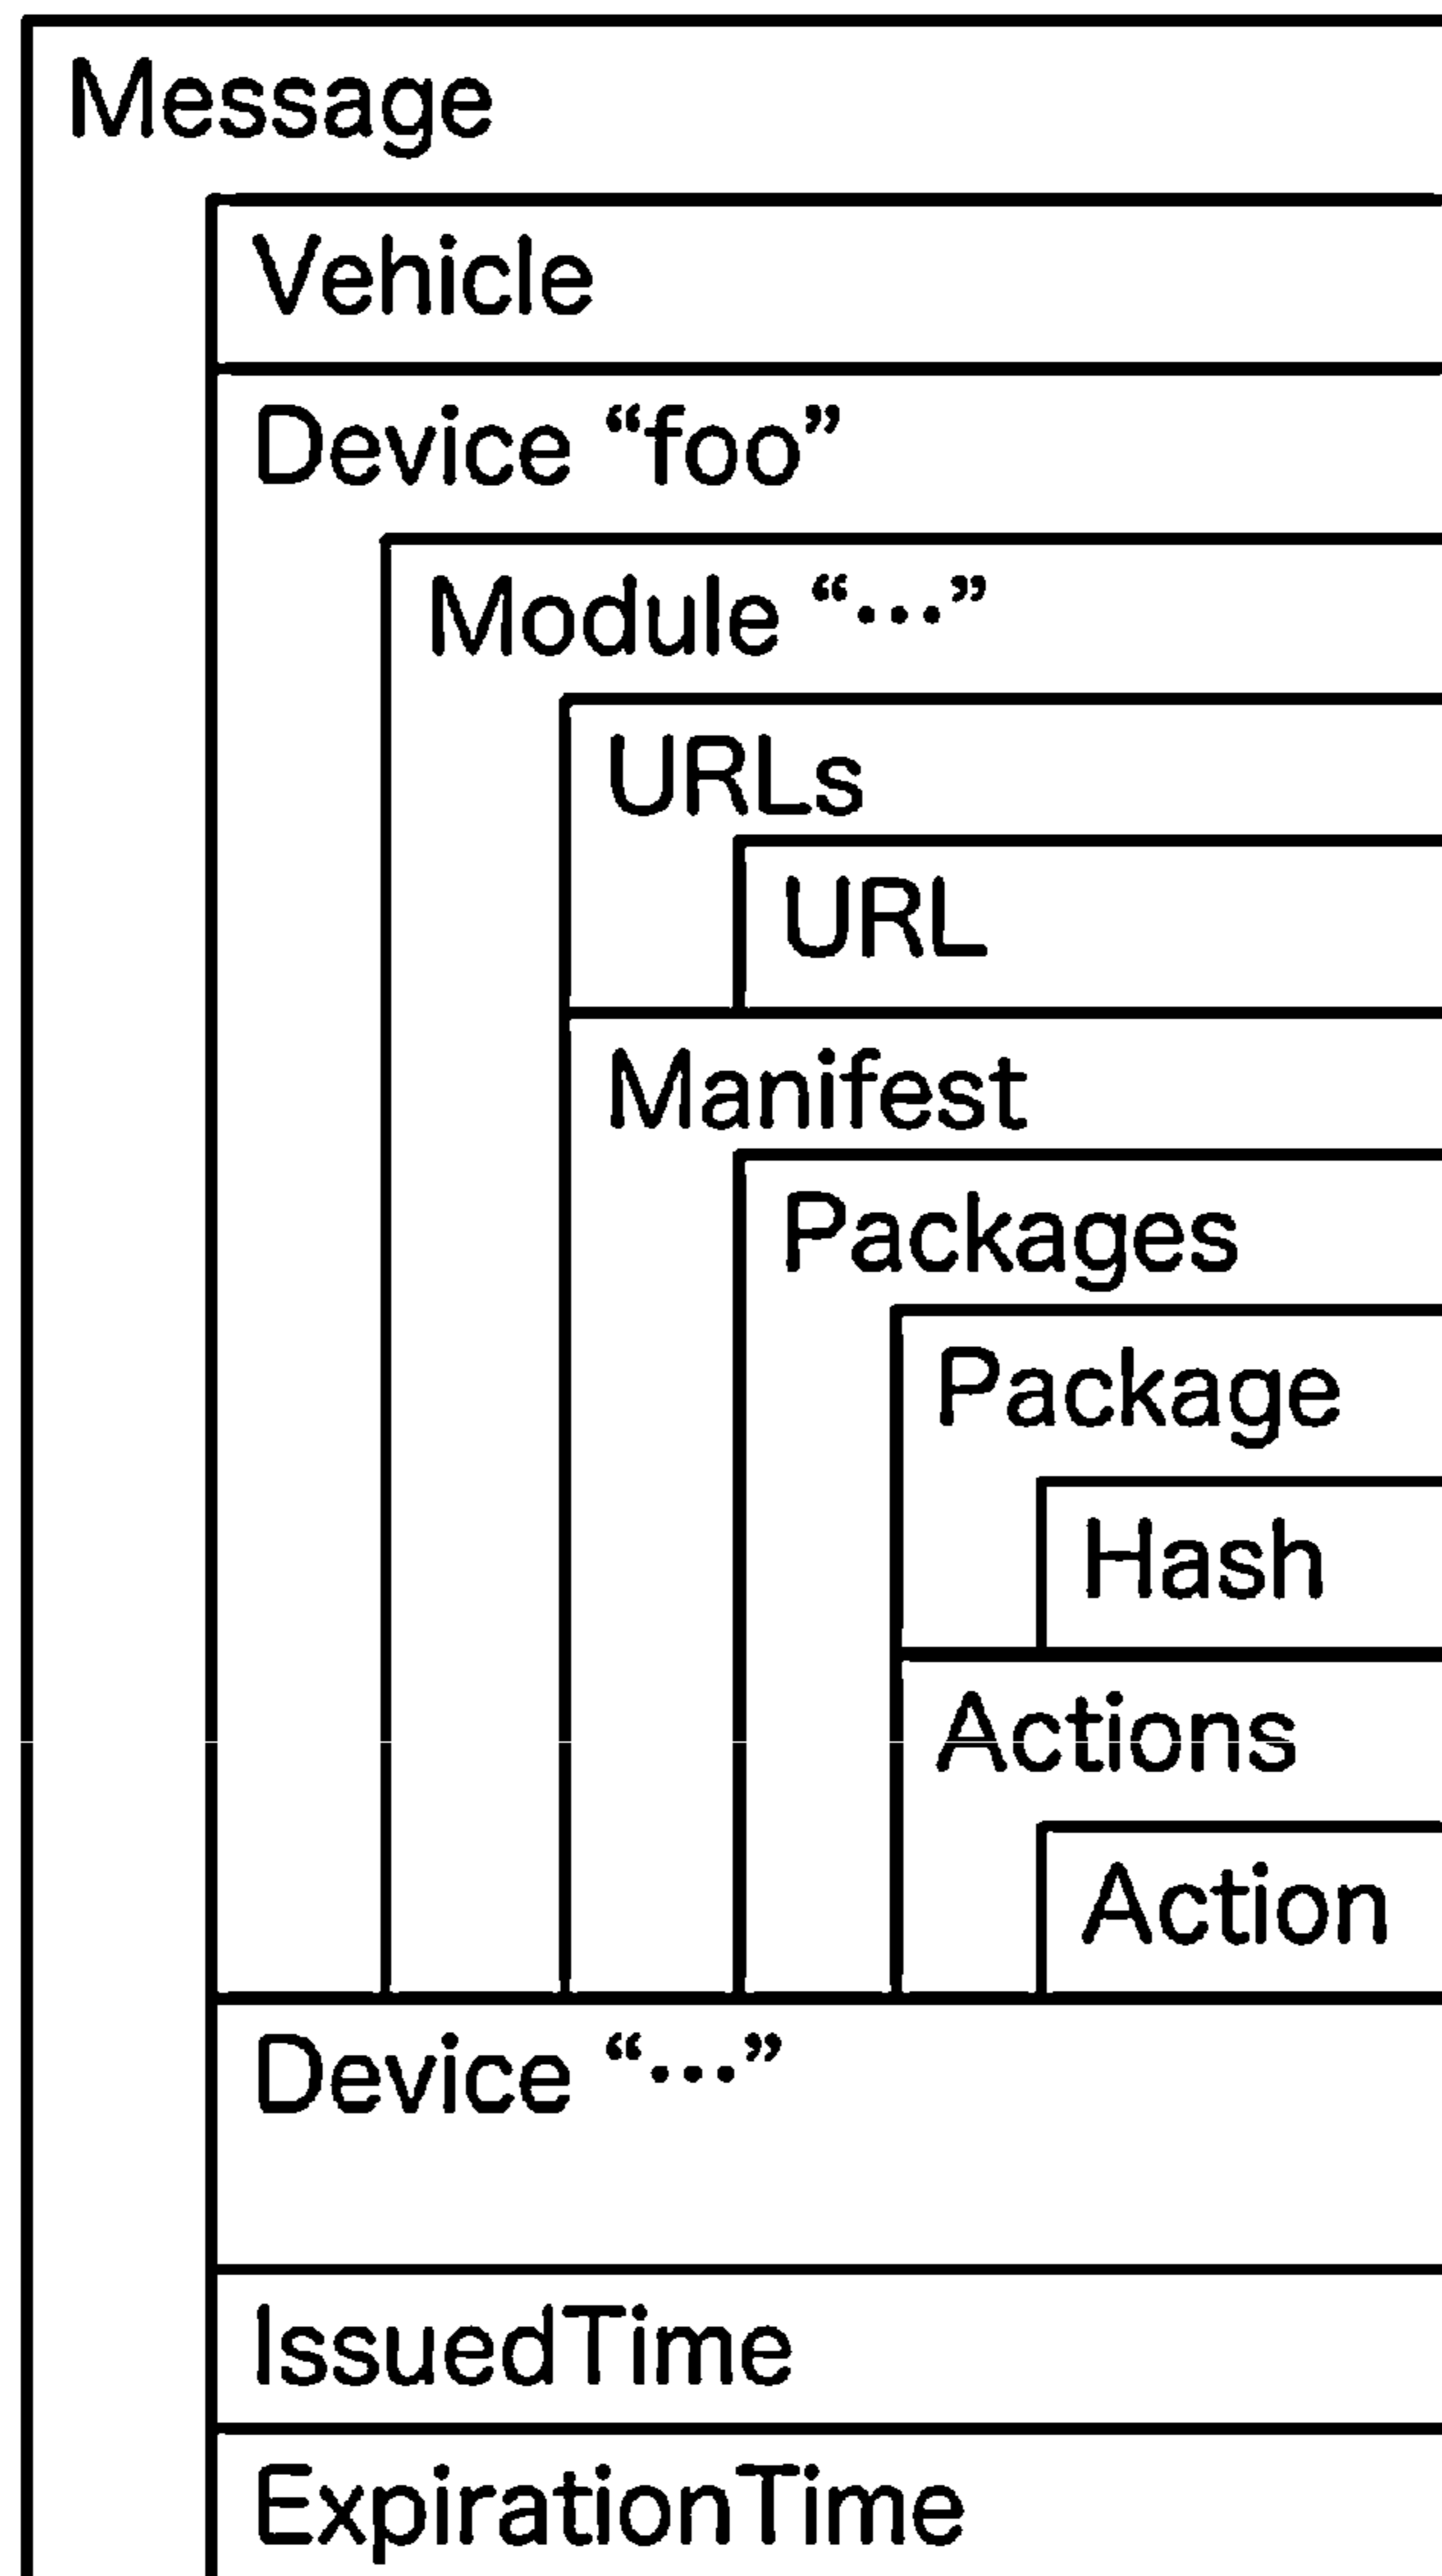 Message
Vehicle
Device “foo”
Module “···”
URLs
URL
Manifest
Packages
Package
Hash
Actions
Action
Device “···”
IssuedTime
ExpirationTime